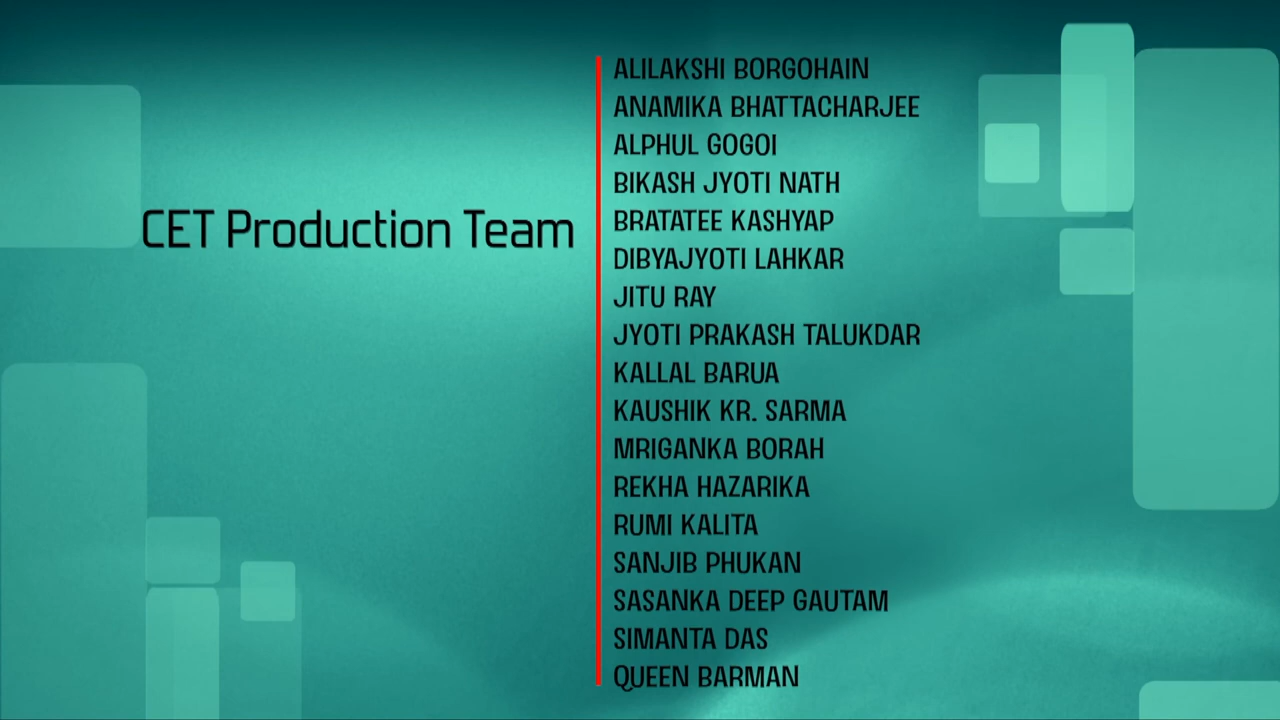 CET Production Team
ALILAKSHI BORGOHAIN
ANAMIKA BHATTACHARJEE
ALPHUL GOGOI
BIKASH JYOTI NATH
BRATATEE KASHYAP
DIBYAJYOTI LAHKAR
JITU RAY
JYOTI PRAKASH TALUKDAR
KALLAL BARUA
KAUSHIK KR. SARMA
MRIGANKA BORAH
REKHA HAZARIKA
RUMI KALITA
SANJIB PHUKAN
SASANKA DEEP GAUTAM
SIMANTA DAS
QUEEN BARMAN